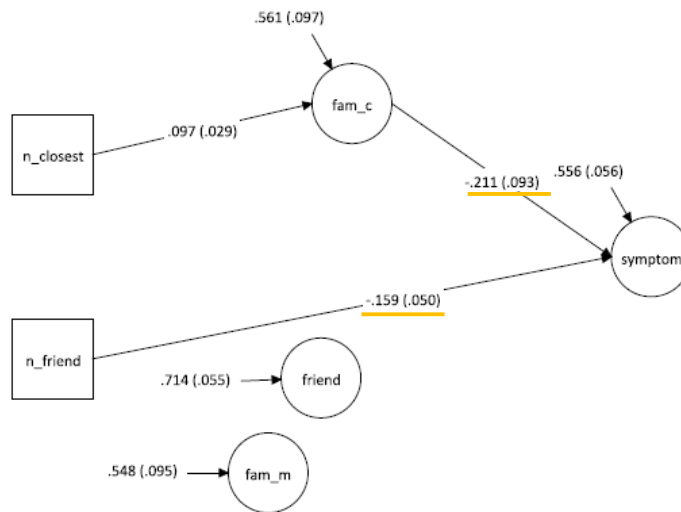 .561 (.097)
fam_c
.097 (.029)
n_closest
-.211 (.093)
.556 (.056)
symptom
-.159 (.050)
n_friend
.714 (.055)
friend
.548 (.095)
fam_m